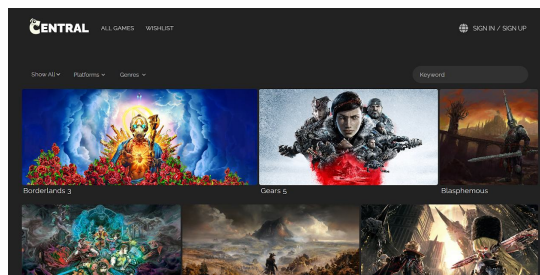 CENTRAL
ALL GAMES
WISHLIST
SIGN IN / SIGN UP
Show All
Platforms
Genres
Keyword
Borderlands 3
Gears 5
Blasphemous